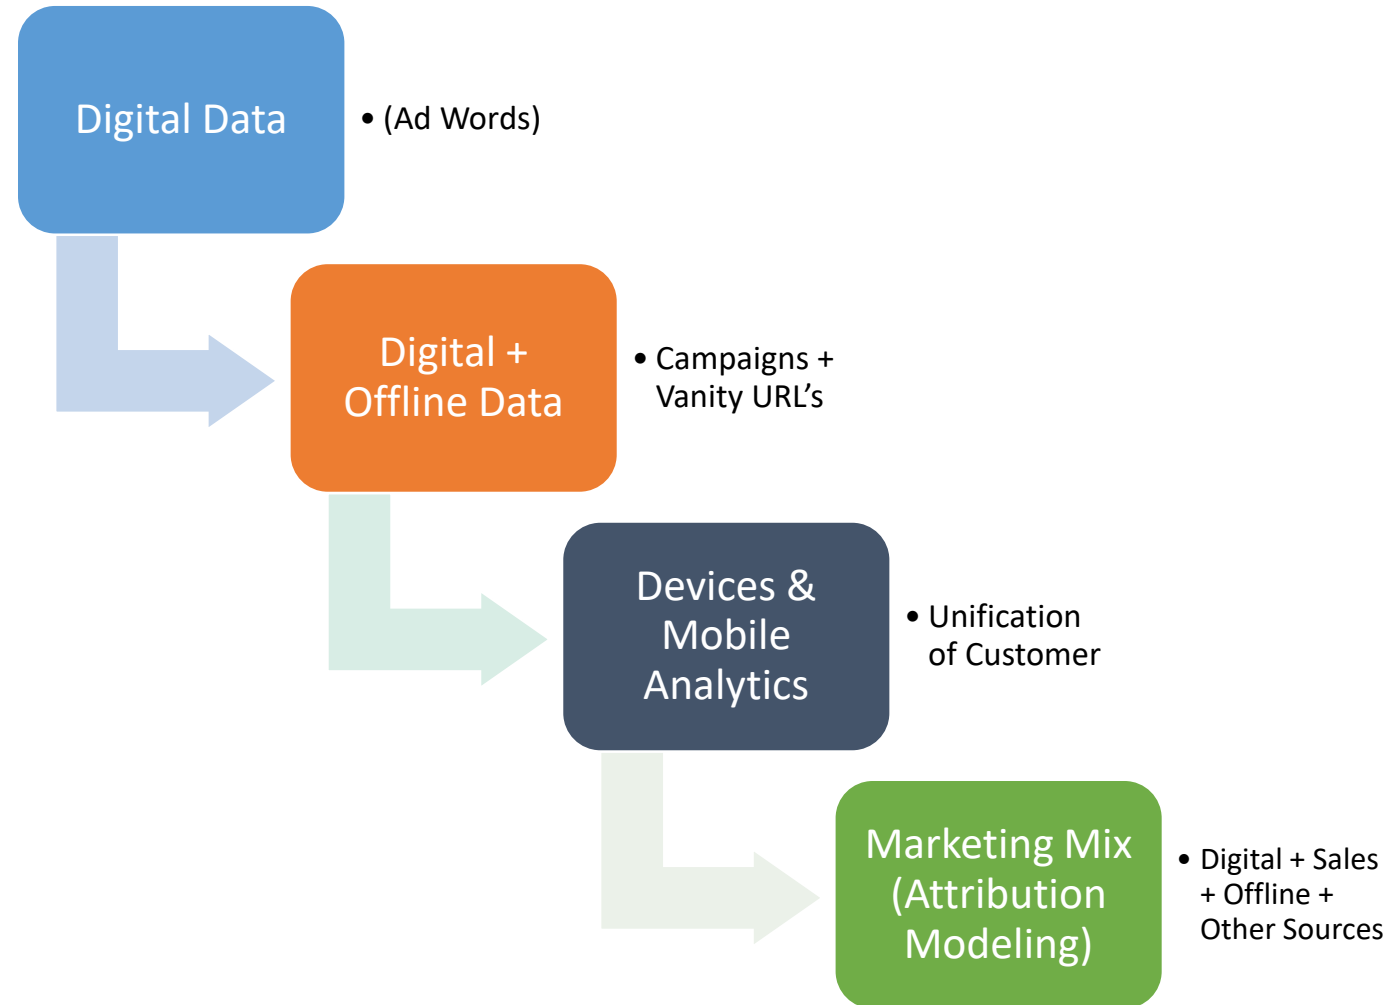 Digital Data
• (Ad Words)
Digital +
Offline Data
• Campaigns +
Vanity URL’s
Devices &
Mobile
Analytics
• Unification
of Customer
Marketing Mix
(Attribution
Modeling)
• Digital + Sales
+ Offline +
Other Sources